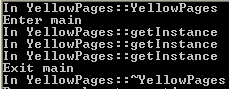 In YellowPages::YellowPages
Enter main
In YellowPages::getInstance
In YellowPages::getInstance
In YellowPages::getInstance
Exit main
In YellowPages::~YellowPages